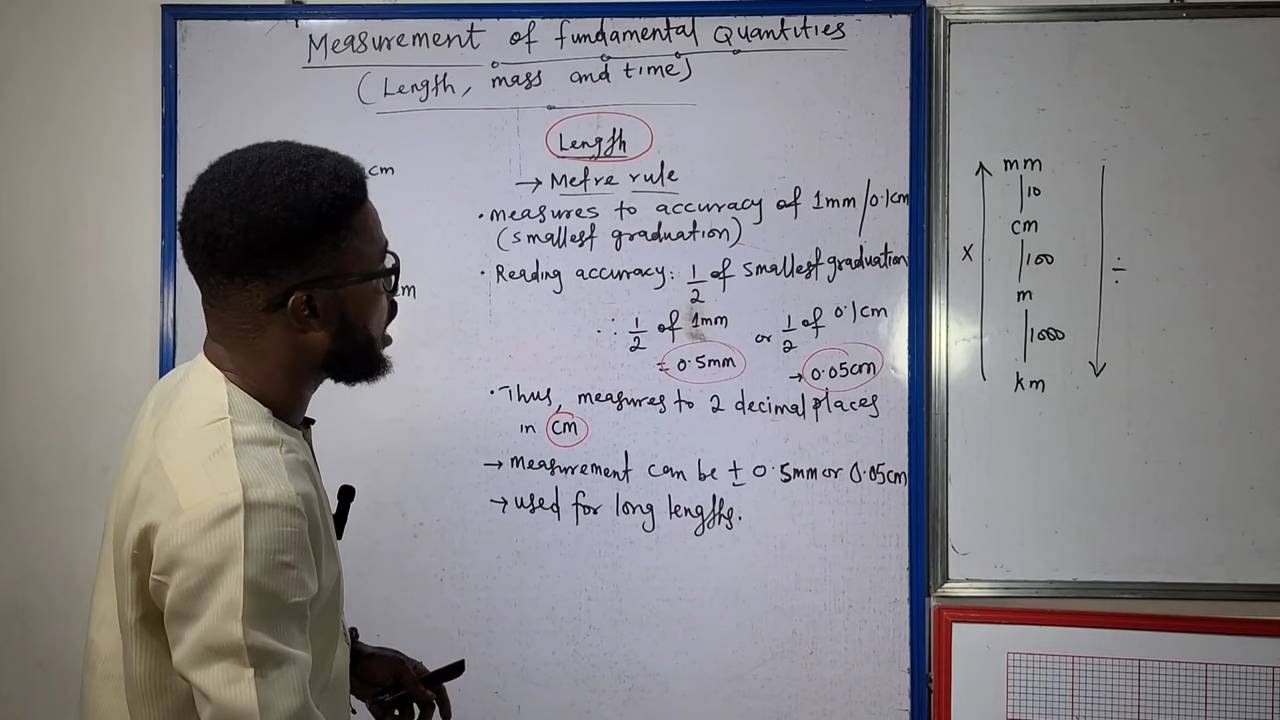 Measurement of fundamental Quantities
(Length, mass and time)
Length
→ Metre rule
· measures to accuracy of 1mm/0.1cm
(smallest graduation)
· Reading accuracy: 1/2 of smallest graduation
∴ 1/2 of 1mm or 1/2 of 0.1cm
= 0.5mm → 0.05cm
· Thus, measures to 2 decimal places
in cm
→ measurement can be ± 0.5mm or 0.05cm
→ used for long lengths.
cm
m
mm
10
cm
x 100 ÷
m
1000
km